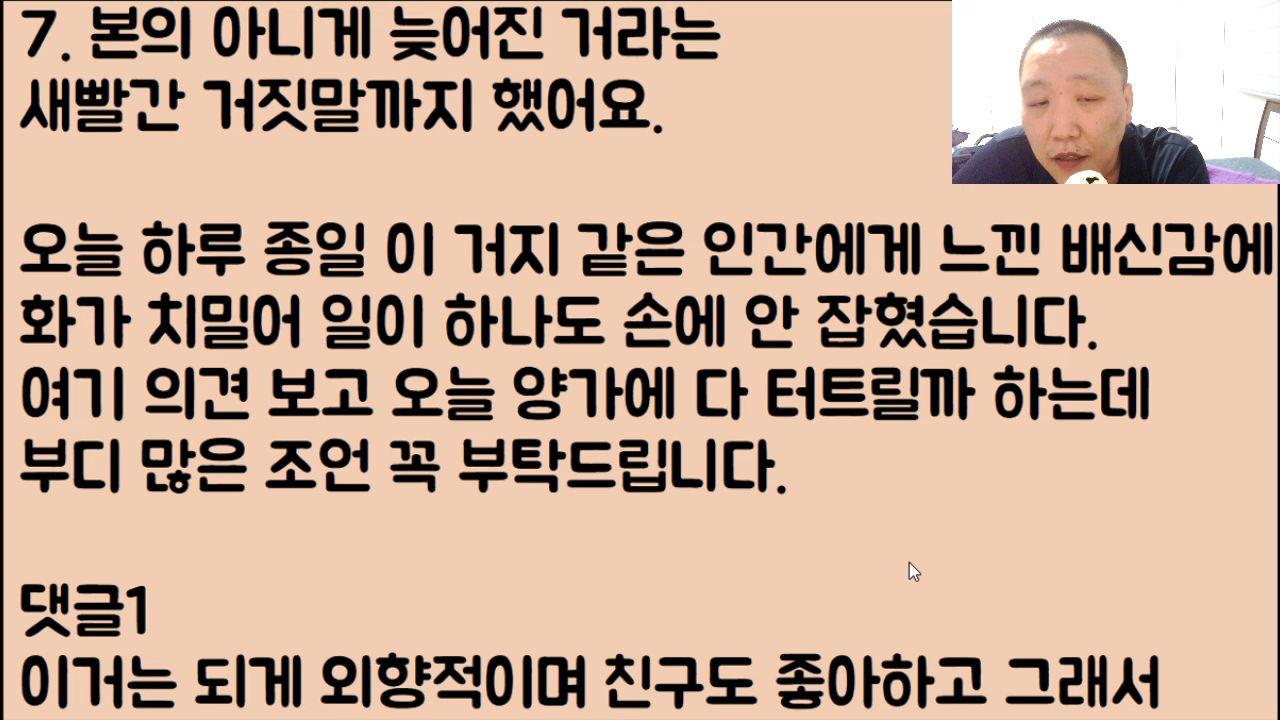 7. 본의 아니게 늦어진 거라는
새빨간 거짓말까지 했어요.
오늘 하루 종일 이 거지 같은 인간에게 느낀 배신감에
화가 치밀어 일이 하나도 손에 안 잡혔습니다.
여기 의견 보고 오늘 양가에 다 터트릴까 하는데
부디 많은 조언 꼭 부탁드립니다.
댓글1
이거는 되게 외향적이며 친구도 좋아하고 그래서